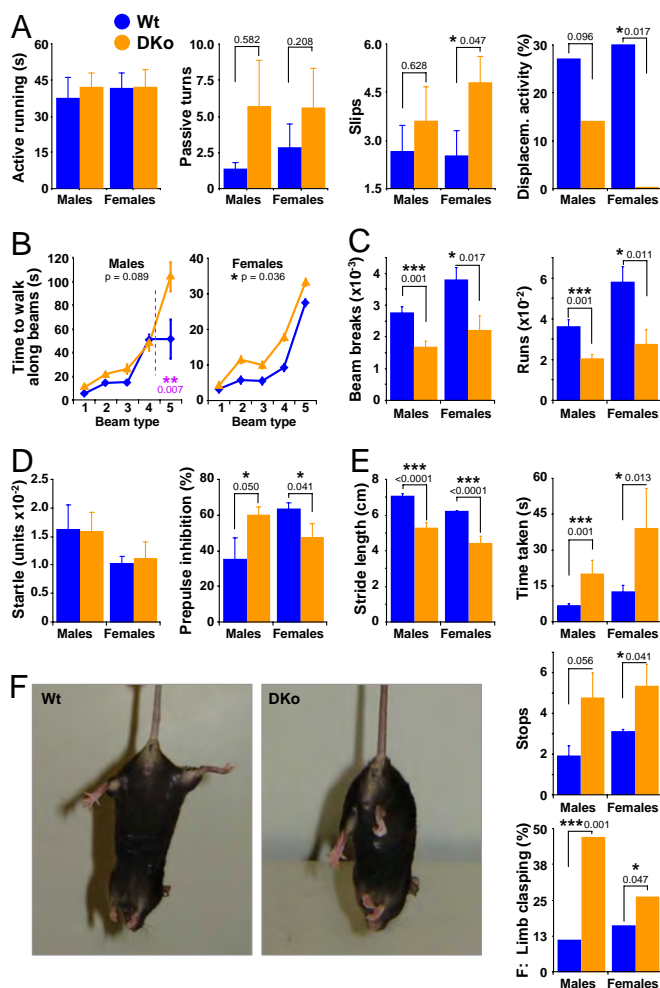 A
Wt
DKo
Active running (s)
60
45
30
15
0
Males Females
Passive turns
10.0
7.5
5.0
2.5
0
0.582
0.208
Males Females
Slips
6.0
4.5
3.0
1.5
0.628
* 0.047
Males Females
Displacem. activity (%)
30
20
10
0
0.096
* 0.017
Males Females
B
Time to walk
along beams (s)
120
100
80
60
40
20
0
Males
p = 0.089
**
0.007
1 2 3 4 5
Beam type
Females
* p = 0.036
1 2 3 4 5
Beam type
C
Beam breaks (x10-3)
4
3
2
1
0
***
0.001
* 0.017
Males Females
Runs (x10-2)
6
4
2
0
***
0.001
* 0.011
Males Females
D
Startle (units x10-2)
2.5
2.0
1.5
1.0
0.5
0
Males Females
Prepulse inhibition (%)
80
60
40
20
0
*
0.050
*
0.041
Males Females
E
Stride length (cm)
8
6
4
2
0
***
<0.0001
***
<0.0001
Males Females
Time taken (s)
60
45
30
15
0
***
0.001
* 0.013
Males Females
Stops
6
4
2
0
0.056
* 0.041
Males Females
F
Wt
DKo
F: Limb clasping (%)
50
38
25
13
0
***0.001
*
0.047
Males Females